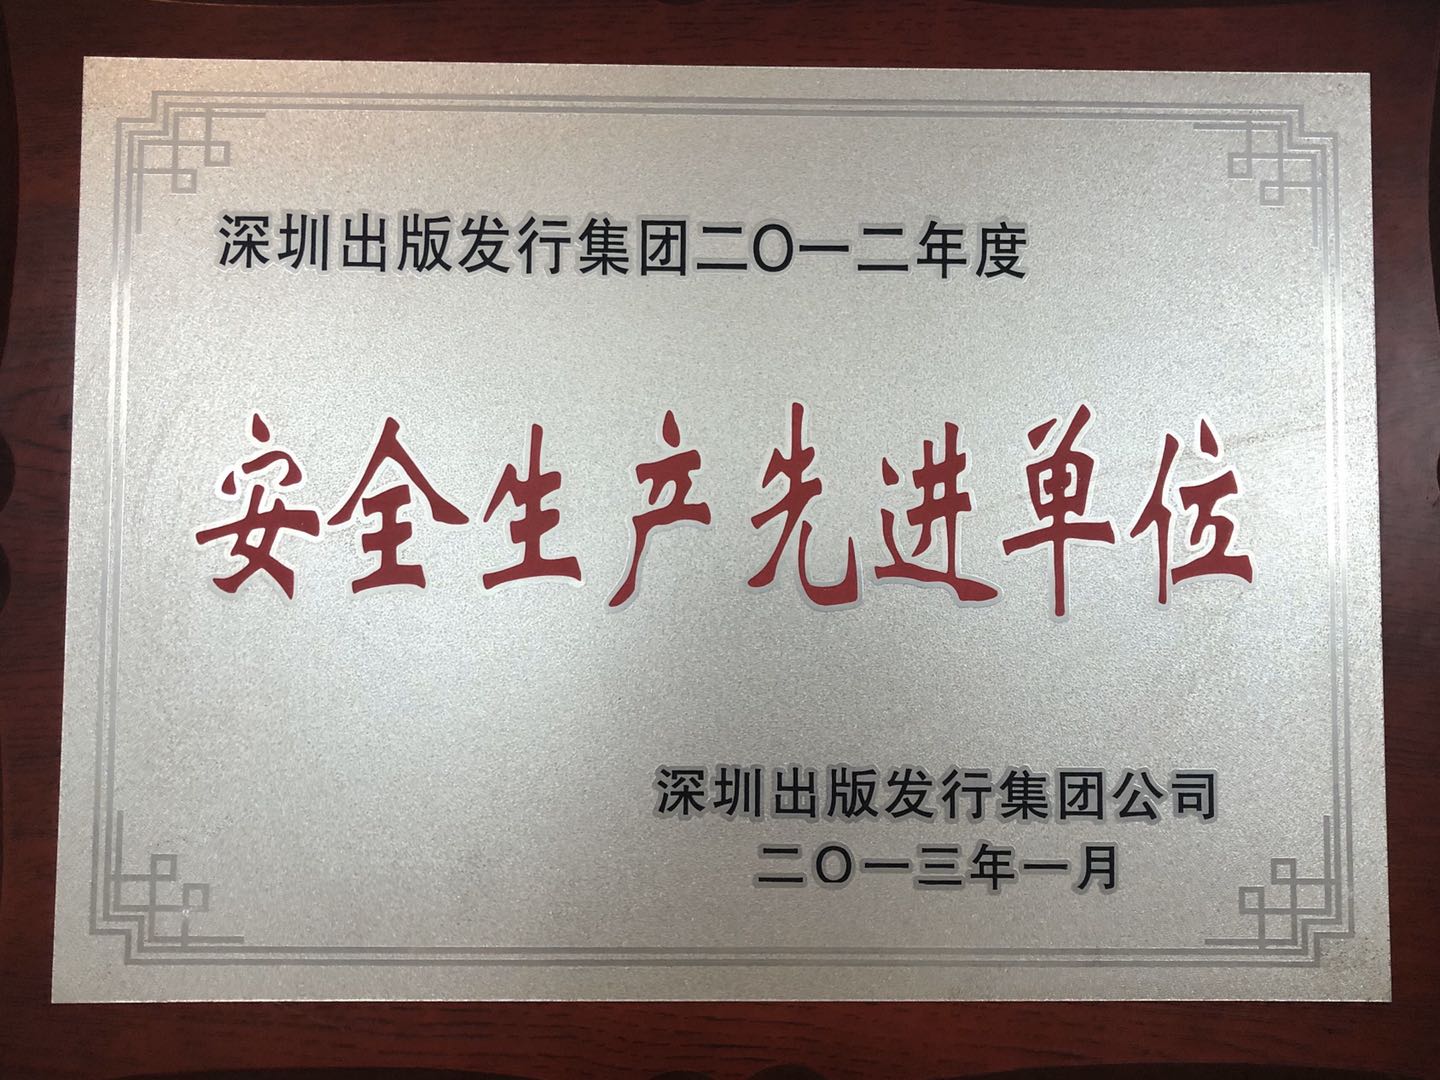 深圳出版发行集团二〇一二年度
安全生产先进单位
深圳出版发行集团公司
二〇一三年一月